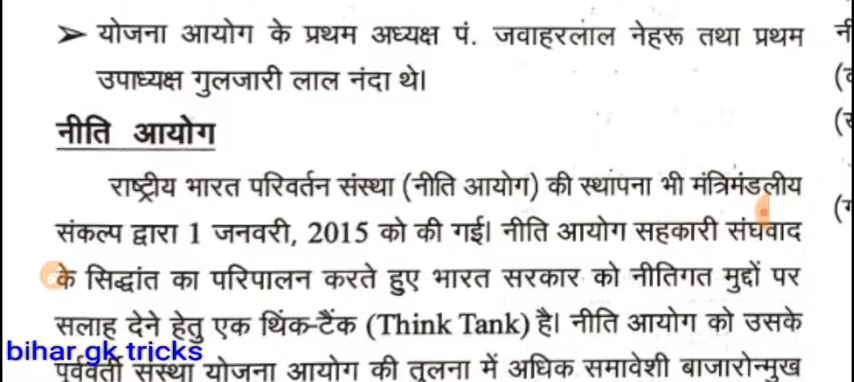 ➤ योजना आयोग के प्रथम अध्यक्ष पं. जवाहरलाल नेहरू तथा प्रथम
उपाध्यक्ष गुलजारी लाल नंदा थे।
नीति आयोग
राष्ट्रीय भारत परिवर्तन संस्था (नीति आयोग) की स्थापना भी मंत्रिमंडलीय
संकल्प द्वारा 1 जनवरी, 2015 को की गई। नीति आयोग सहकारी संघवाद
के सिद्धांत का परिपालन करते हुए भारत सरकार को नीतिगत मुद्दों पर
सलाह देने हेतु एक थिंक-टैंक (Think Tank) है। नीति आयोग को उसके
bihar gk tricks
पूर्ववर्ती संस्था योजना आयोग की तुलना में अधिक समावेशी बाजारोन्मुख